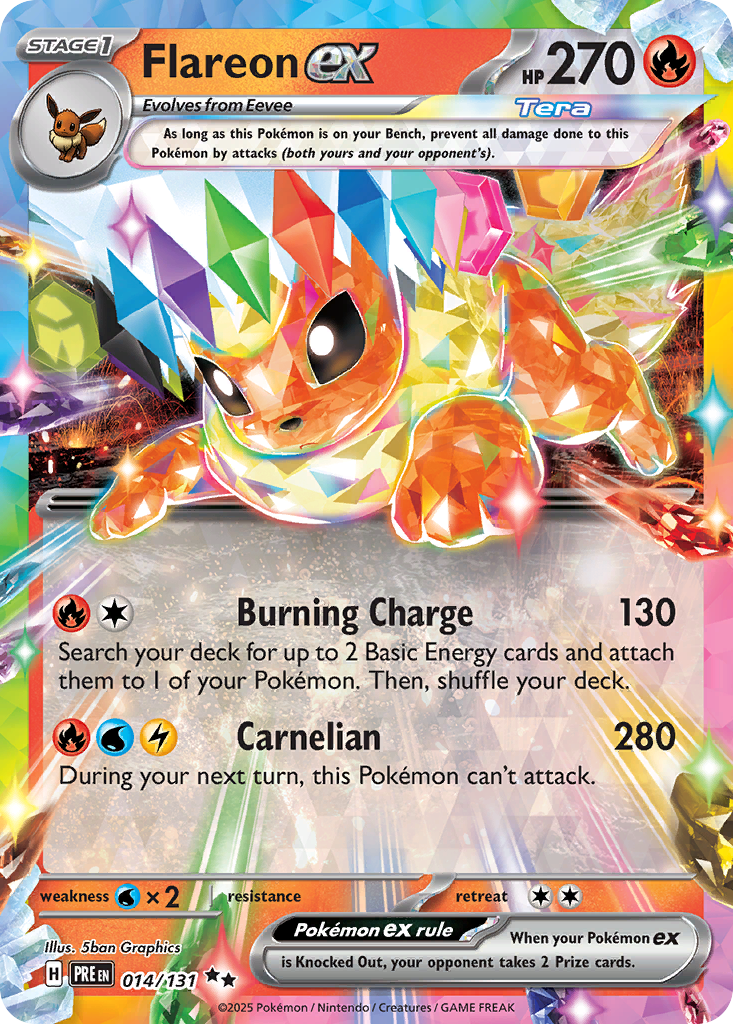 STAGE1
Flareon ex
HP 270
Evolves from Eevee
Tera
As long as this Pokémon is on your Bench, prevent all damage done to this
Pokémon by attacks (both yours and your opponent's).
Burning Charge 130
Search your deck for up to 2 Basic Energy cards and attach
them to 1 of your Pokémon. Then, shuffle your deck.
Carnelian 280
During your next turn, this Pokémon can't attack.
weakness ×2 resistance retreat
Pokémon ex rule
When your Pokémon ex
is Knocked Out, your opponent takes 2 Prize cards.
Illus. 5ban Graphics
H PRE EN 014/131 ★★
©2025 Pokémon / Nintendo / Creatures / GAME FREAK